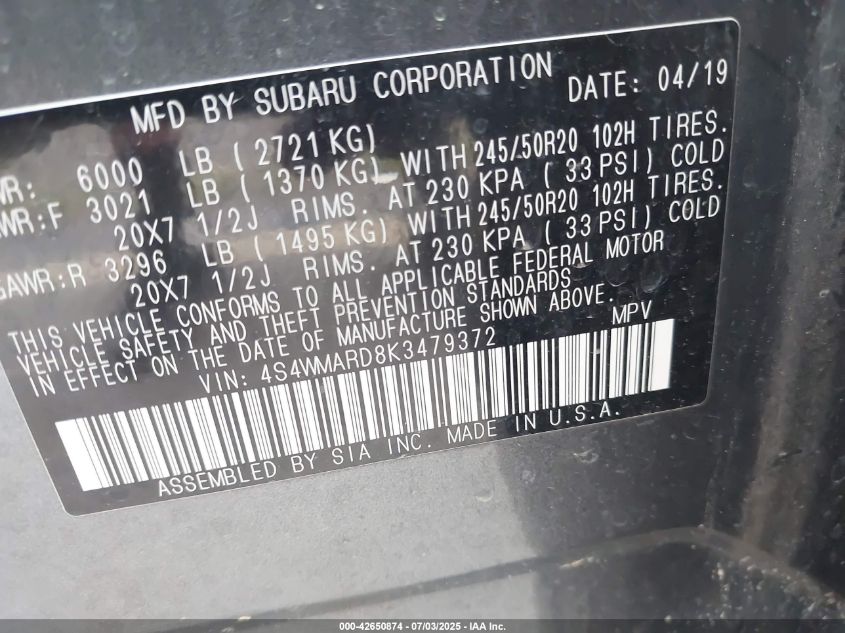 MFD BY SUBARU CORPORATION DATE: 04/19
WR: 6000 LB ( 2721 KG)
AWR:F 3021 LB ( 1370 KG) WITH 245/50R20 102H TIRES.
20X7 1/2J RIMS. AT 230 KPA ( 33 PSI) COLD
GAWR:R 3296 LB ( 1495 KG) WITH 245/50R20 102H TIRES.
20X7 1/2J RIMS. AT 230 KPA ( 33 PSI) COLD
THIS VEHICLE CONFORMS TO ALL APPLICABLE FEDERAL MOTOR
VEHICLE SAFETY AND THEFT PREVENTION STANDARDS
IN EFFECT ON THE DATE OF MANUFACTURE SHOWN ABOVE.
VIN: 4S4WMARD8K3479372 MPV
ASSEMBLED BY SIA INC. MADE IN U.S.A.
000-42650874 - 07/03/2025 - IAA Inc.